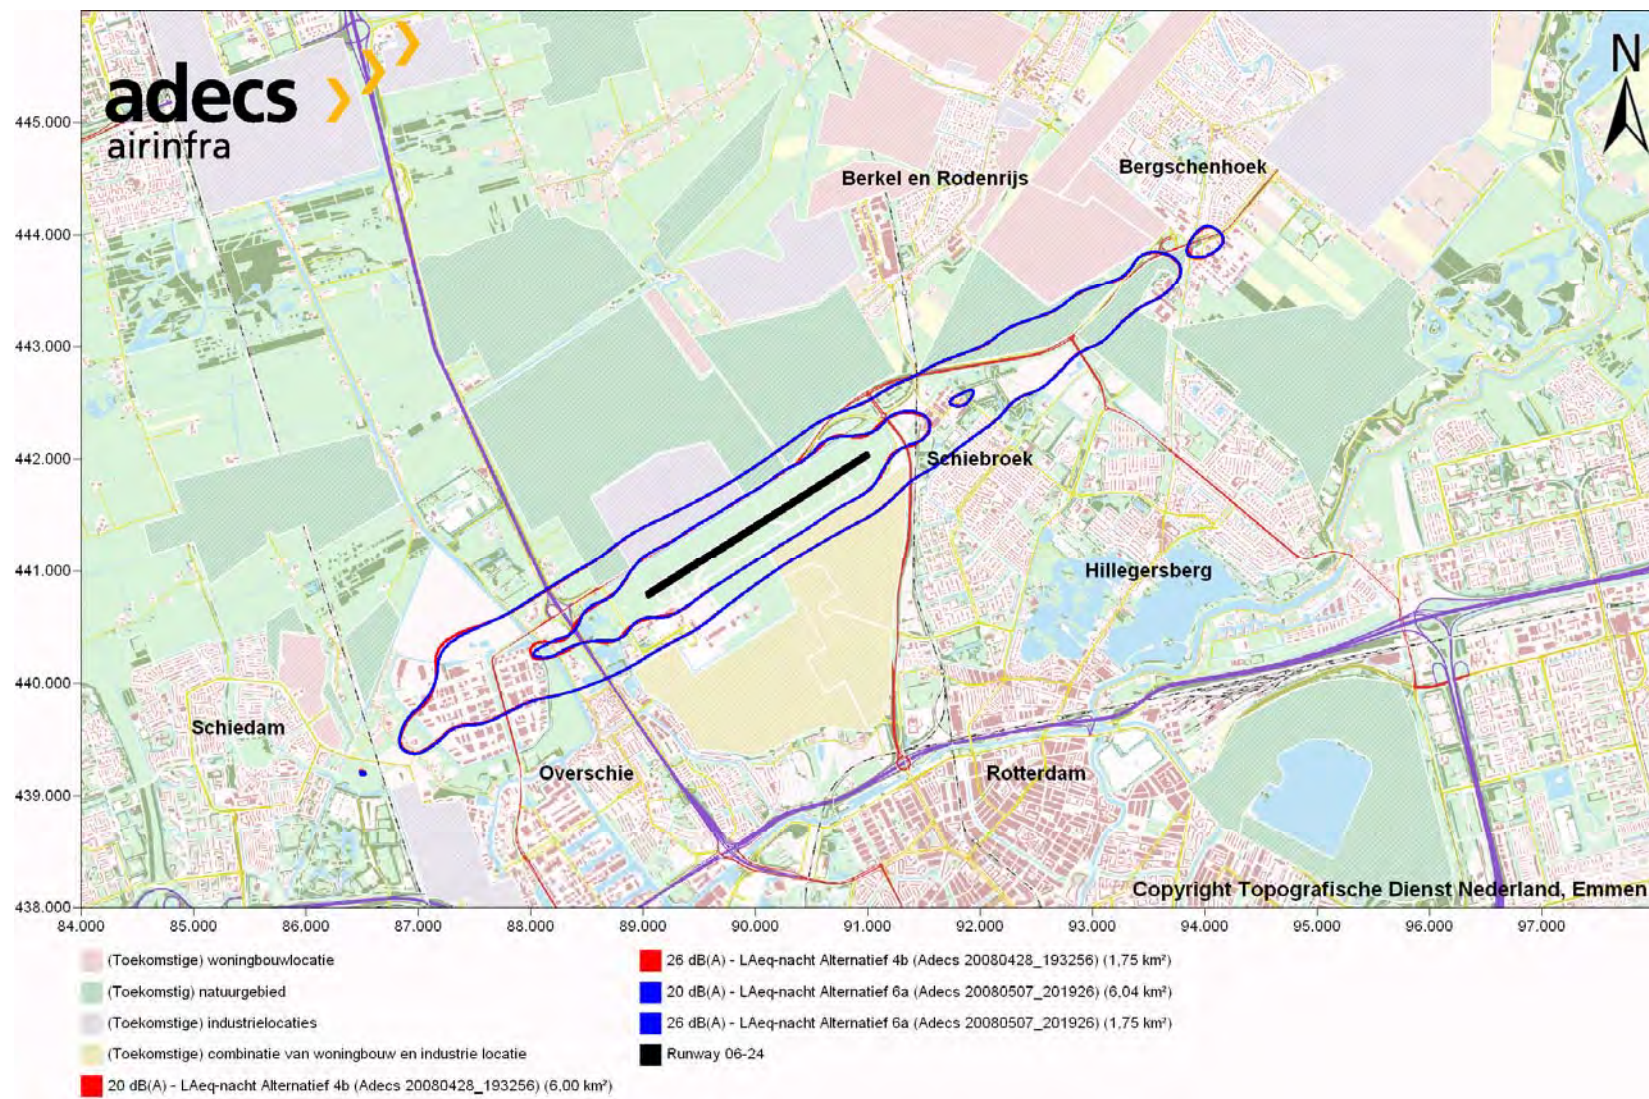 adecs
airinfra
N
445.000
444.000
443.000
442.000
441.000
440.000
439.000
438.000
Berkel en Rodenrijs
Bergschenhoek
Schiebroek
Hillegersberg
Schiedam
Overschie
Rotterdam
Copyright Topografische Dienst Nederland, Emmen
84.000 85.000 86.000 87.000 88.000 89.000 90.000 91.000 92.000 93.000 94.000 95.000 96.000 97.000
(Toekomstige) woningbouwlocatie
(Toekomstig) natuurgebied
(Toekomstige) industrielocaties
(Toekomstige) combinatie van woningbouw en industrie locatie
20 dB(A) - LAeq-nacht Alternatief 4b (Adecs 20080428_193256) (6,00 km²)
26 dB(A) - LAeq-nacht Alternatief 4b (Adecs 20080428_193256) (1,75 km²)
20 dB(A) - LAeq-nacht Alternatief 6a (Adecs 20080507_201926) (6,04 km²)
26 dB(A) - LAeq-nacht Alternatief 6a (Adecs 20080507_201926) (1,75 km²)
Runway 06-24